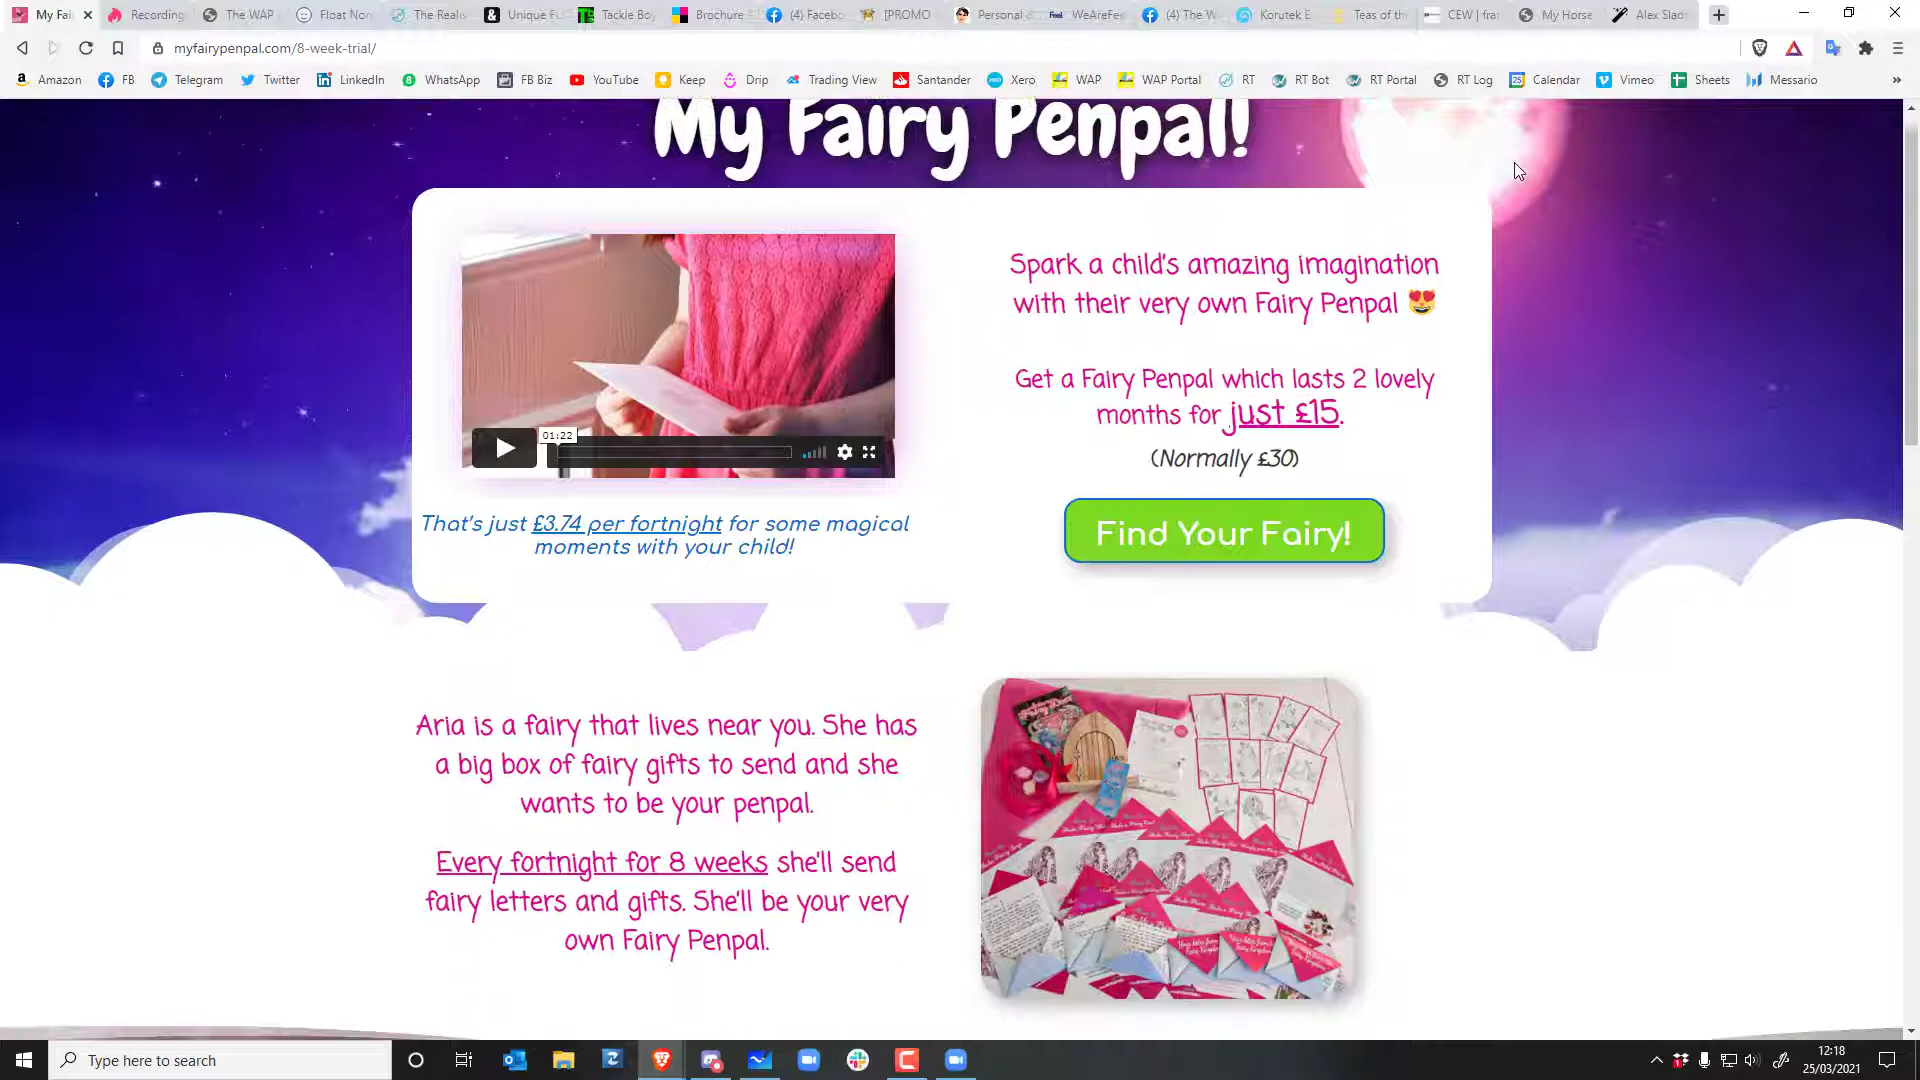 My Fai
Recording
The WAP
Float Non
The Realis
Unique FU
Tackle Boy
Brochure
(4) Facebo
[PROMO
Personal
WeAreFee
(4) The W
Korutek E
Teas of th
CEW | fra
My Horse
Alex Slad
myfairypenpal.com/8-week-trial/
Amazon
FB
Telegram
Twitter
LinkedIn
WhatsApp
FB Biz
YouTube
Keep
Drip
Trading View
Santander
Xero
WAP
WAP Portal
RT
RT Bot
RT Portal
RT Log
Calendar
Vimeo
Sheets
Messario
My Fairy Penpal!
01:22
That's just £3.74 per fortnight for some magical
moments with your child!
Spark a child's amazing imagination
with their very own Fairy Penpal 😻
Get a Fairy Penpal which lasts 2 lovely
months for just £15.
(Normally £30)
Find Your Fairy!
Aria is a fairy that lives near you. She has
a big box of fairy gifts to send and she
wants to be your penpal.
Every fortnight for 8 weeks she'll send
fairy letters and gifts. She'll be your very
own Fairy Penpal.
Type here to search
12:18
25/03/2021